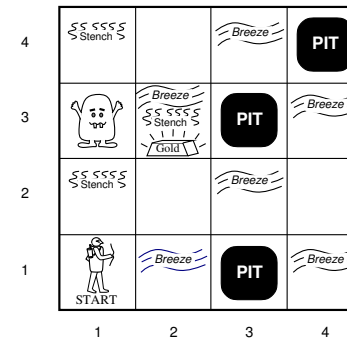 4
Stench
Breeze
PIT
3
Breeze
Stench
Gold
PIT
Breeze
2
Stench
Breeze
1
START
Breeze
PIT
Breeze
1 2 3 4